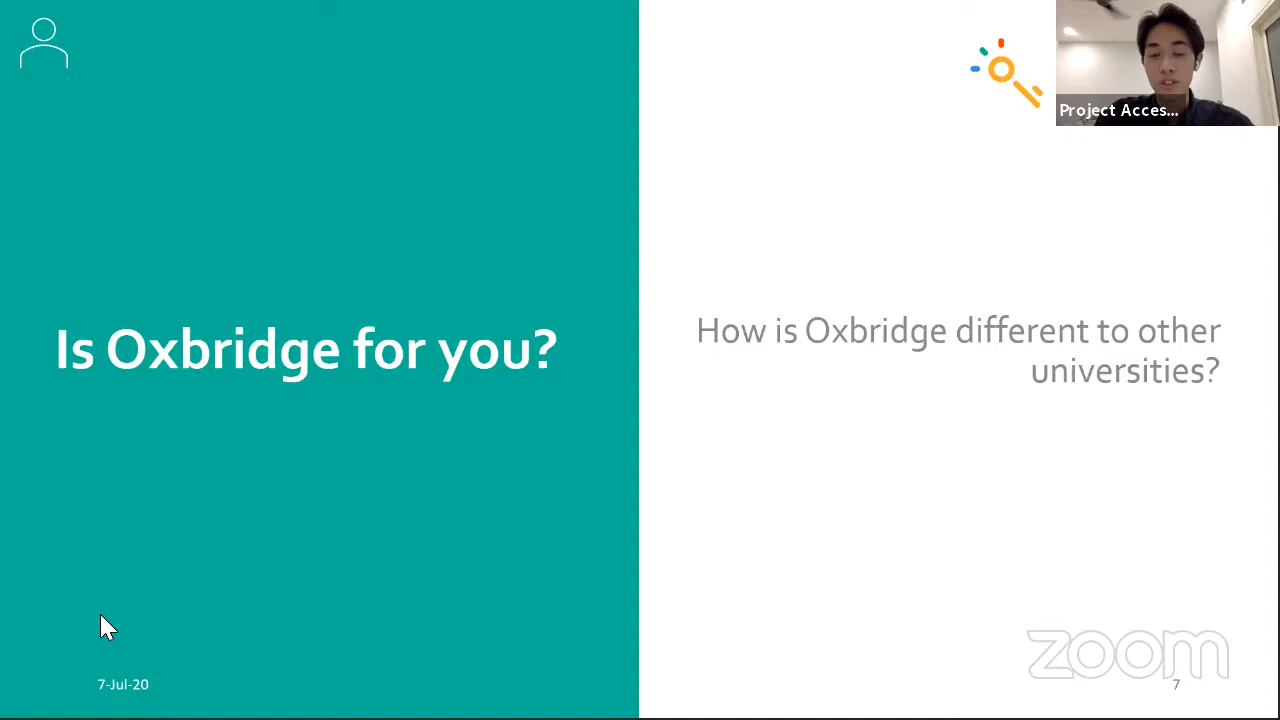 Project Acces...
Is Oxbridge for you?
How is Oxbridge different to other
universities?
zoom
7-Jul-20
7